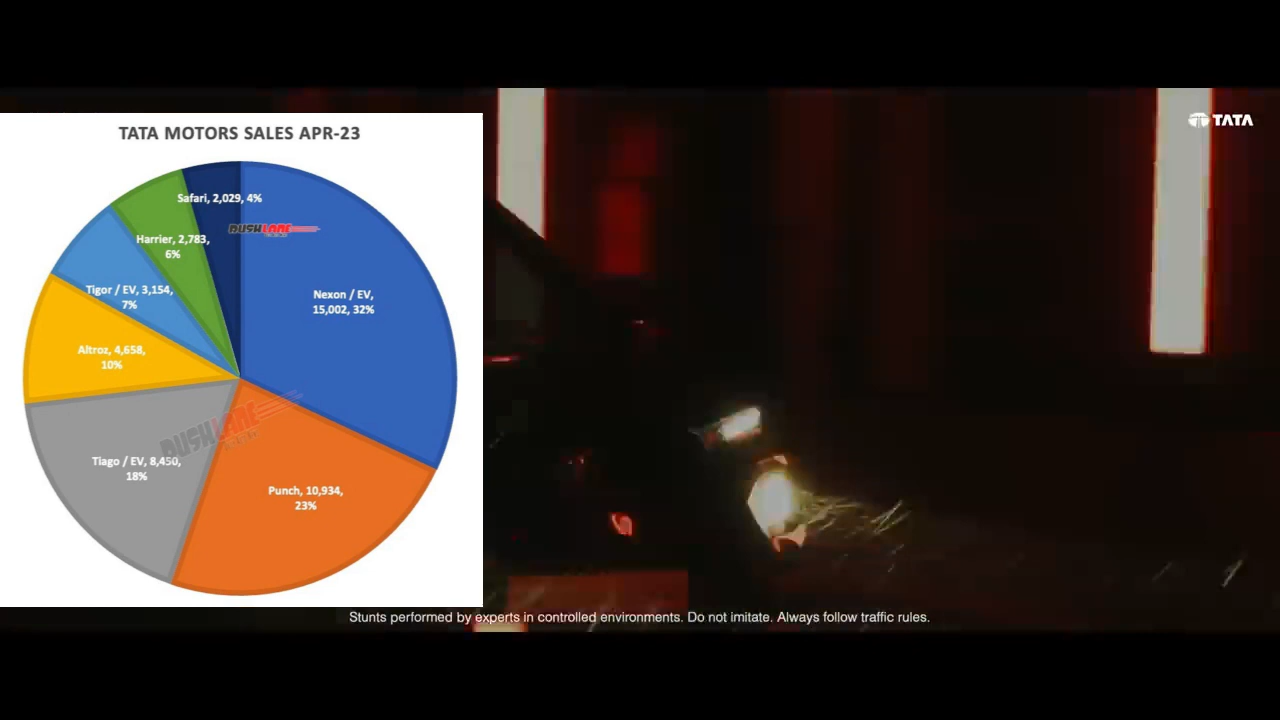 TATA MOTORS SALES APR-23
TATA
Safari, 2,029, 4%
RUSHLANE
Harrier, 2,783,
6%
Tigor / EV, 3,154,
7%
Nexon / EV,
15,002, 32%
Altroz, 4,658,
10%
RUSHLANE
Tiago / EV, 8,450,
18%
Punch, 10,934,
23%
Stunts performed by experts in controlled environments. Do not imitate. Always follow traffic rules.